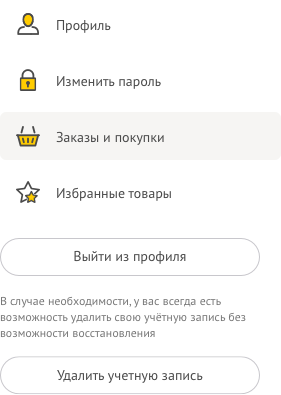 Профиль
Изменить пароль
Заказы и покупки
Избранные товары
Выйти из профиля
В случае необходимости, у вас всегда есть
возможность удалить свою учётную запись без
возможности восстановления
Удалить учетную запись